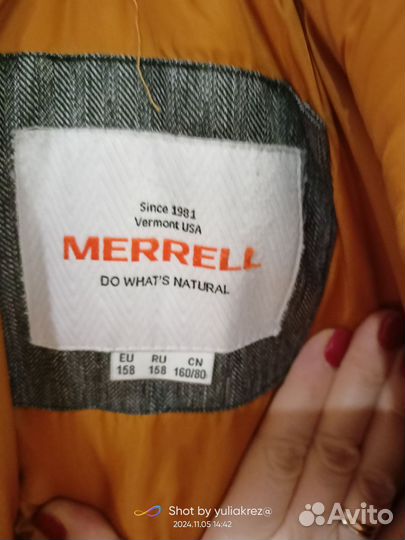 Since 1981
Vermont USA
MERRELL
DO WHAT'S NATURAL
EU RU CN
158 158 160/80
Shot by yuliakrez@
2024.11.05 14:42
Avito